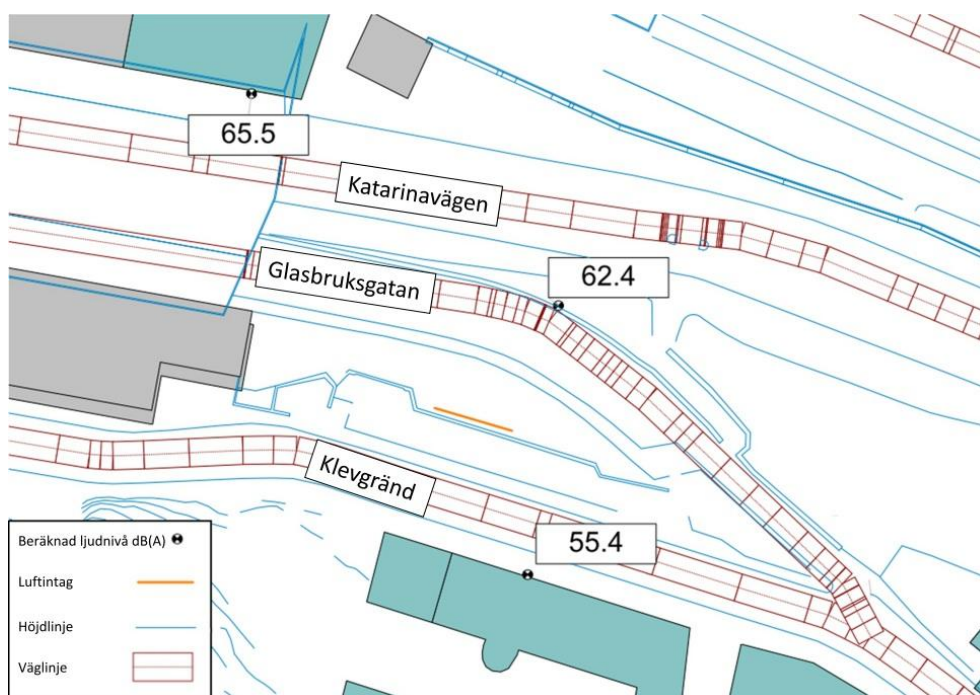 65.5
Katarinavägen
Glasbruksgatan
62.4
Klevgränd
55.4
Beräknad ljudnivå dB(A)
Luftintag
Höjdlinje
Väglinje